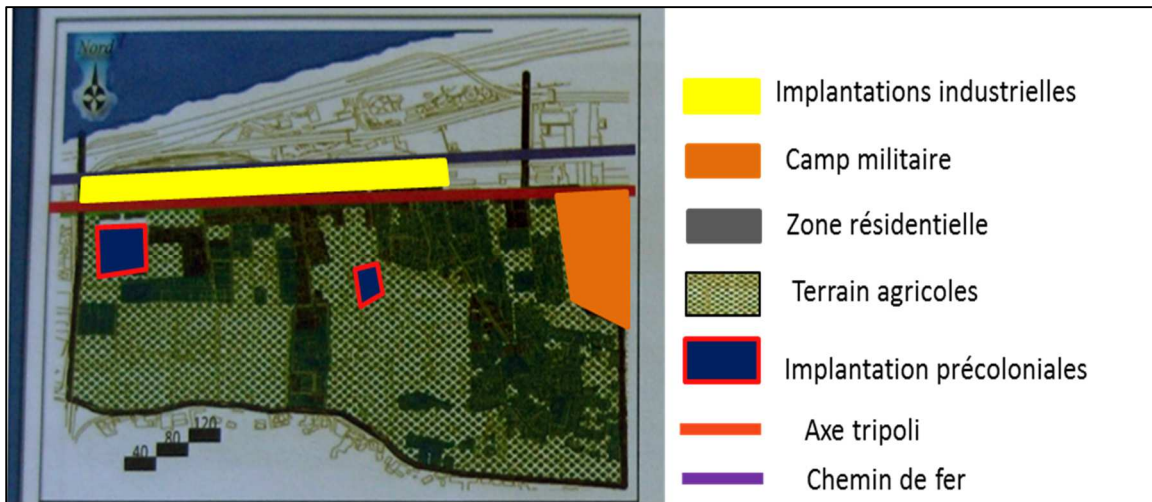 Nord
40
80
120
Implantations industrielles
Camp militaire
Zone résidentielle
Terrain agricoles
Implantation précoloniales
Axe tripoli
Chemin de fer